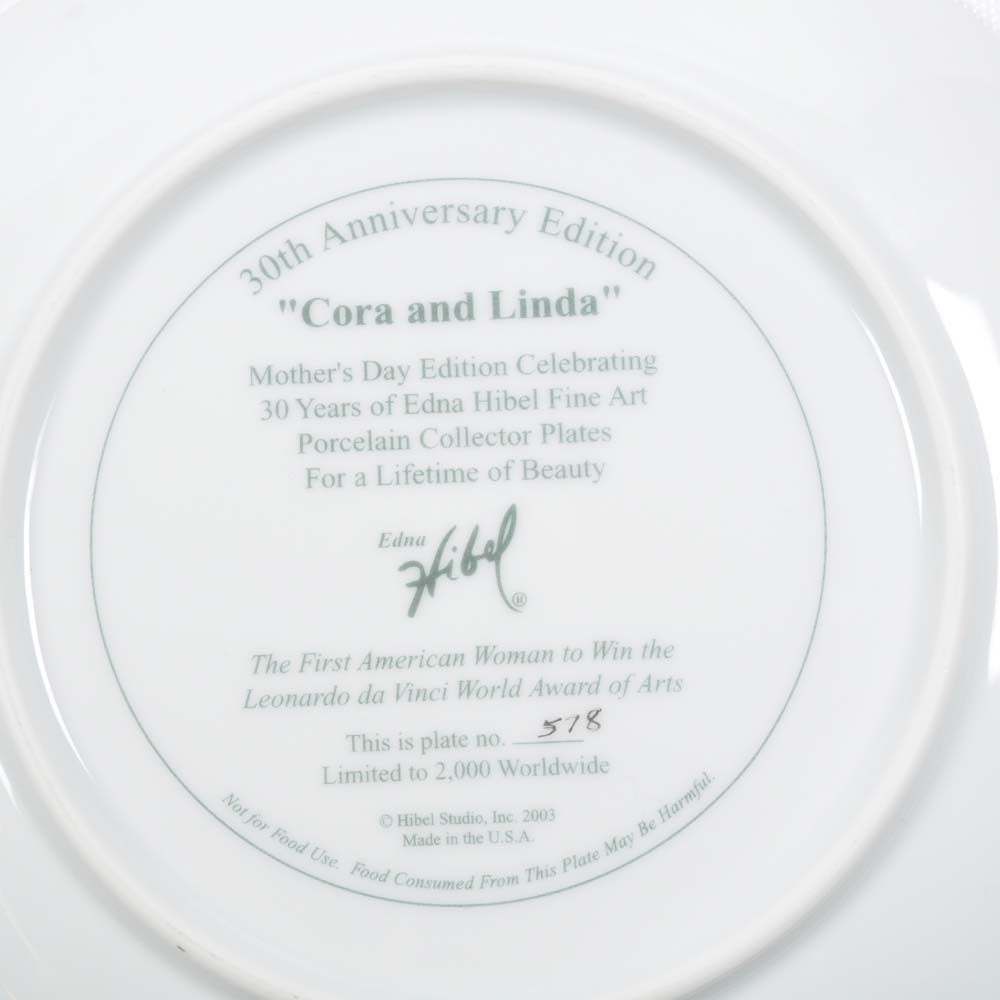 30th Anniversary Edition
"Cora and Linda"
Mother's Day Edition Celebrating
30 Years of Edna Hibel Fine Art
Porcelain Collector Plates
For a Lifetime of Beauty
Edna
Hibel®
The First American Woman to Win the
Leonardo da Vinci World Award of Arts
This is plate no. 578
Limited to 2,000 Worldwide
© Hibel Studio, Inc. 2003
Made in the U.S.A.
Not for Food Use. Food Consumed From This Plate May Be Harmful.